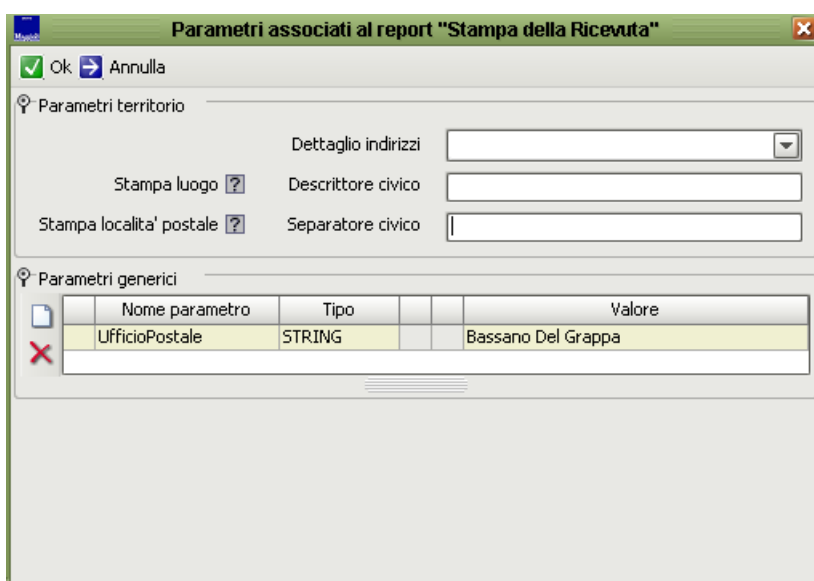 Parametri associati al report "Stampa della Ricevuta"
Ok Annulla
Parametri territorio
Dettaglio indirizzi
Stampa luogo ? Descrittore civico
Stampa localita' postale ? Separatore civico
Parametri generici
Nome parametro Tipo Valore
UfficioPostale STRING Bassano Del Grappa